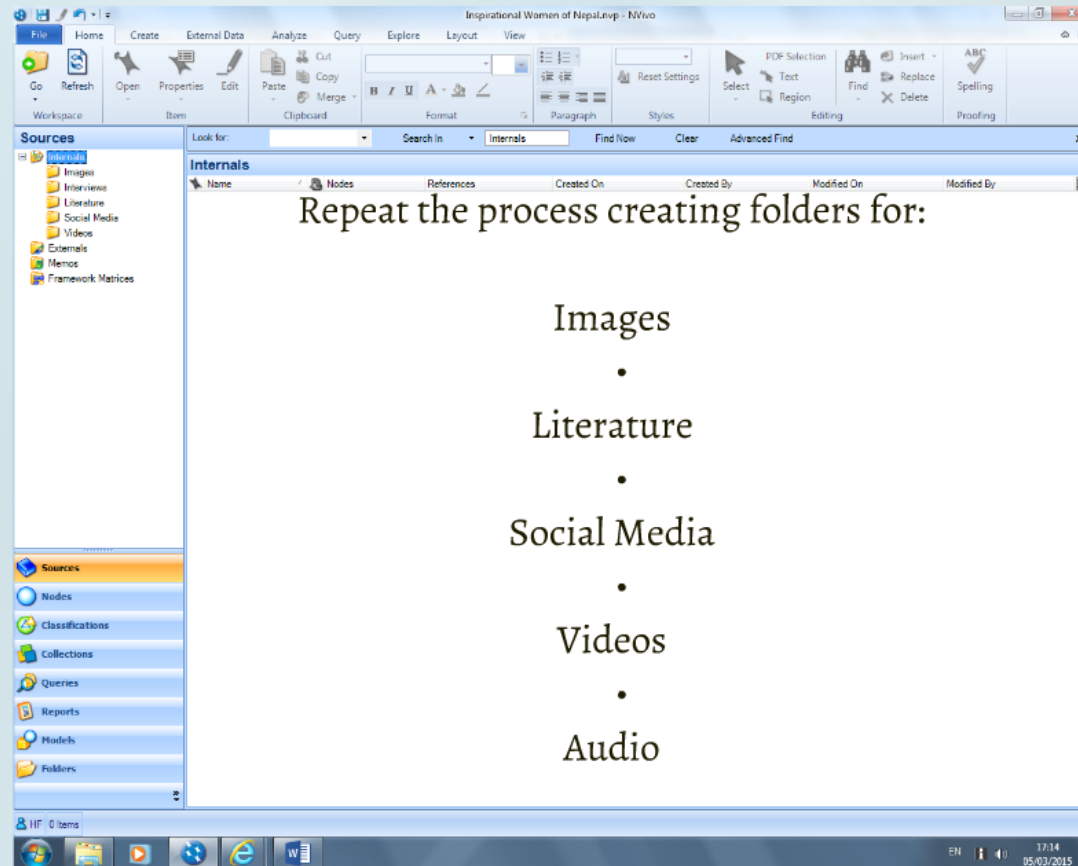 Inspirational Women of Nepal.nvp - NVivo
File Home Create External Data Analyze Query Explore Layout View
Go Refresh Open Properties Edit Paste Cut Copy Merge B I U A Reset Settings Select PDF Selection Text Region Find Insert Replace Delete ABC Spelling
Workspace Item Clipboard Format Paragraph Styles Editing Proofing
Sources
Look for: Search In Internals Find Now Clear Advanced Find
Internals
Images
Interviews
Literature
Social Media
Videos
Externals
Memos
Framework Matrices
Internals
Name Nodes References Created On Created By Modified On Modified By
Repeat the process creating folders for:
Images
•
Literature
•
Social Media
•
Videos
•
Audio
Sources
Nodes
Classifications
Collections
Queries
Reports
Models
Folders
HF 0 Items
EN 17:14
05/03/2015